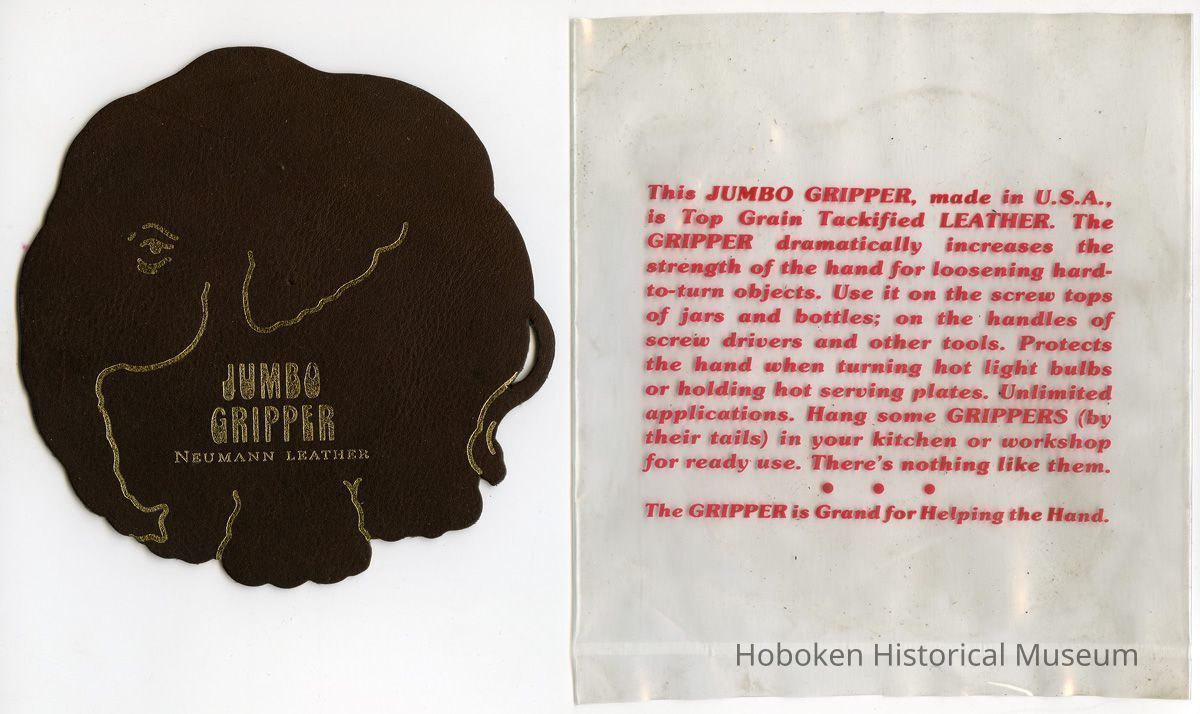 JUMBO
GRIPPER
NEUMANN LEATHER
This JUMBO GRIPPER, made in U.S.A.,
is Top Grain Tackified LEATHER. The
GRIPPER dramatically increases the
strength of the hand for loosening hard-
to-turn objects. Use it on the screw tops
of jars and bottles; on the handles of
screw drivers and other tools. Protects
the hand when turning hot light bulbs
or holding hot serving plates. Unlimited
applications. Hang some GRIPPERS (by
their tails) in your kitchen or workshop
for ready use. There's nothing like them.
• • •
The GRIPPER is Grand for Helping the Hand.
Hoboken Historical Museum